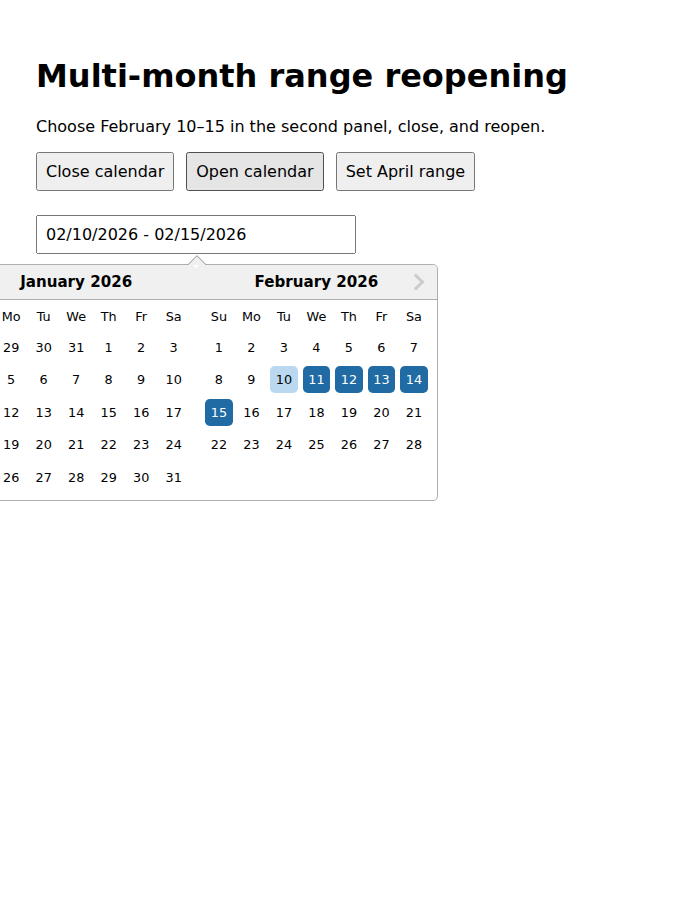 Multi-month range reopening
Choose February 10–15 in the second panel, close, and reopen.
Close calendar Open calendar Set April range
02/10/2026 - 02/15/2026
January 2026
Mo Tu We Th Fr Sa
29 30 31 1 2 3
5 6 7 8 9 10
12 13 14 15 16 17
19 20 21 22 23 24
26 27 28 29 30 31
February 2026
Su Mo Tu We Th Fr Sa
1 2 3 4 5 6 7
8 9 10 11 12 13 14
15 16 17 18 19 20 21
22 23 24 25 26 27 28